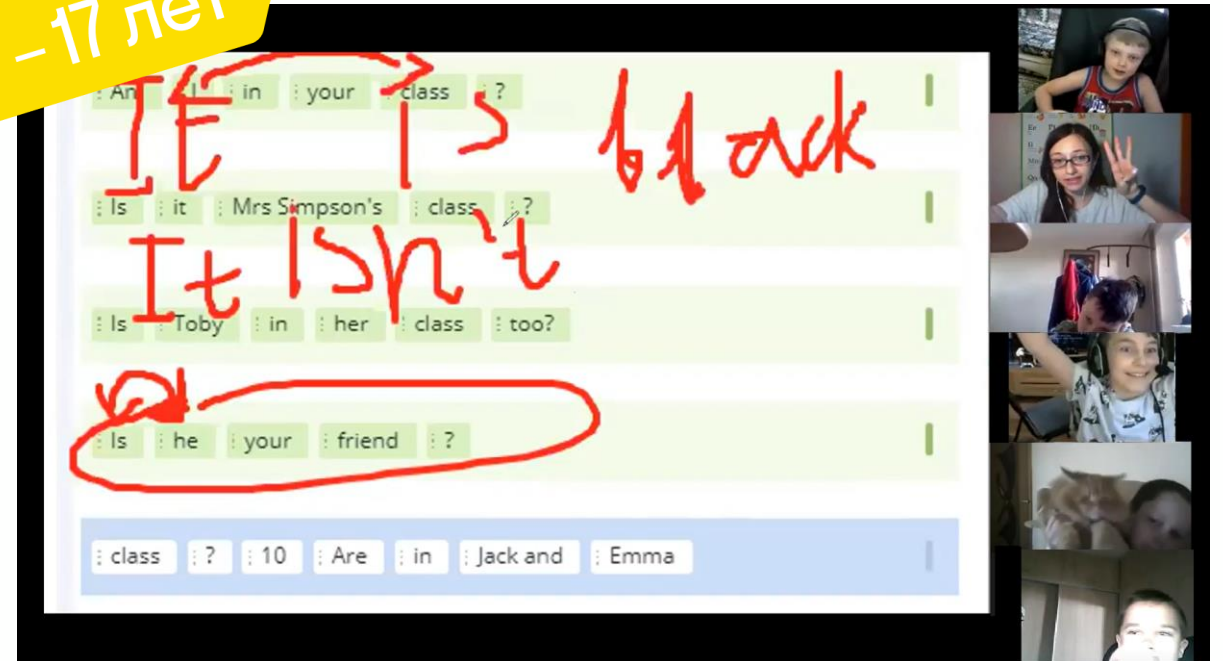 – 17 лет
Am I in your class ?
It is black
Is it Mrs Simpson's class ?
It isn't
Is Toby in her class too?
Is he your friend ?
class ? 10 Are in Jack and Emma